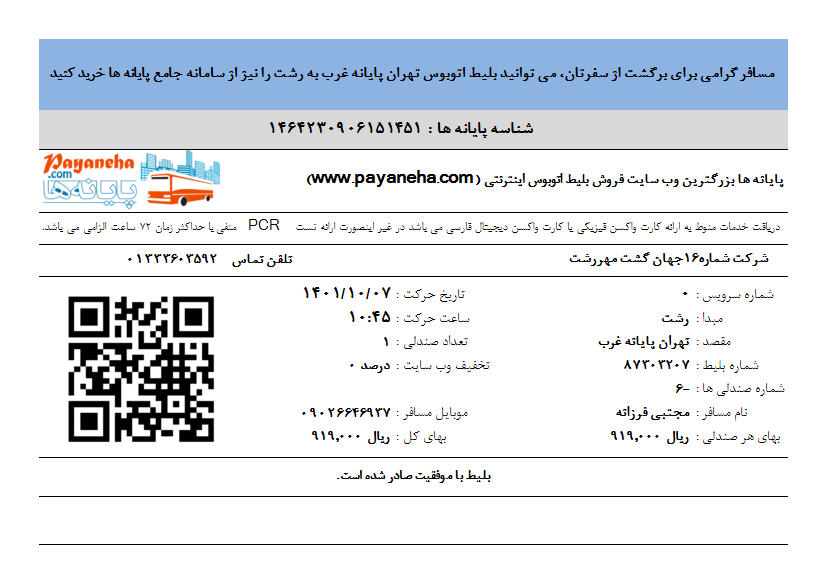 مسافر گرامی برای برگشت از سفرتان، می توانید بلیط اتوبوس تهران پایانه غرب به رشت را نیز از سامانه جامع پایانه ها خرید کنید
شناسه پایانه ها : ۱۴۶۴۲۳۰۹۰۶۱۵۱۴۵۱
Payaneha
.com
پایانه‌ها
پایانه ها بزرگترین وب سایت فروش بلیط اتوبوس اینترنتی (www.payaneha.com)
دریافت خدمات منوط به ارائه کارت واکسن فیزیکی یا کارت واکسن دیجیتال فارسی می باشد در غیر اینصورت ارائه تست PCR منفی با حداکثر زمان ۷۲ ساعت الزامی می باشد.
شرکت شماره۱۶جهان گشت مهررشت تلفن تماس ۰۱۳۳۳۶۰۳۵۹۲
شماره سرویس : ۰ تاریخ حرکت : ۱۴۰۱/۱۰/۰۷
مبدا : رشت ساعت حرکت : ۱۰:۴۵
مقصد : تهران پایانه غرب تعداد صندلی : ۱
شماره بلیط : ۸۷۳۰۳۲۰۷ تخفیف وب سایت : درصد ۰
شماره صندلی ها : -۶
نام مسافر : مجتبی فرزانه موبایل مسافر : ۰۹۰۲۶۶۴۶۹۳۷
بهای هر صندلی : ریال ۹۱۹,۰۰۰ بهای کل : ریال ۹۱۹,۰۰۰
بلیط با موفقیت صادر شده است.